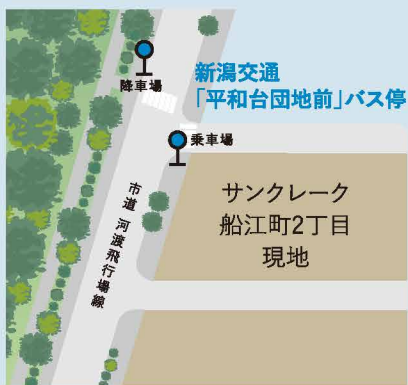 降車場
新潟交通
「平和台団地前」バス停
乗車場
サンクレーク
船江町2丁目
現地
市道 河渡飛行場線